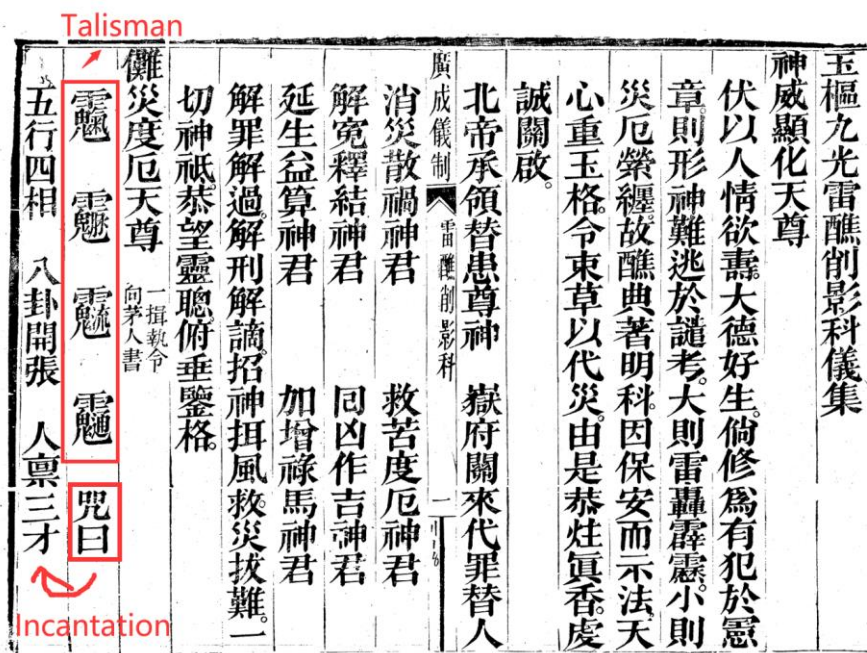 Talisman
玉樞九光雷醮削影科儀集
神威顯化天尊
伏以人情欲壽。大德好生。倘修爲有犯於憲
章。則形神難逃於譴考。大則雷轟霹靂。小則
災厄縈纏。故醮典著明科。因保安而示法天
心重玉格。令束草以代災。由是恭炷眞香。虔
誠關啟。
北帝承領替患尊神 嶽府關來代罪替人
廣成儀制 雷醮削影科 一
消災散禍神君 救苦度厄神君
解冤釋結神君 回凶作吉神君
延生益算神君 加增祿馬神君
解罪解過。解刑解謫。招神風。救災拔難。一
切神祇。恭望靈聰。俯垂鑒格。
儺災度厄天尊 一揖執令
向茅人書
咒曰
五行四相 八卦開張 人禀三才
Incantation